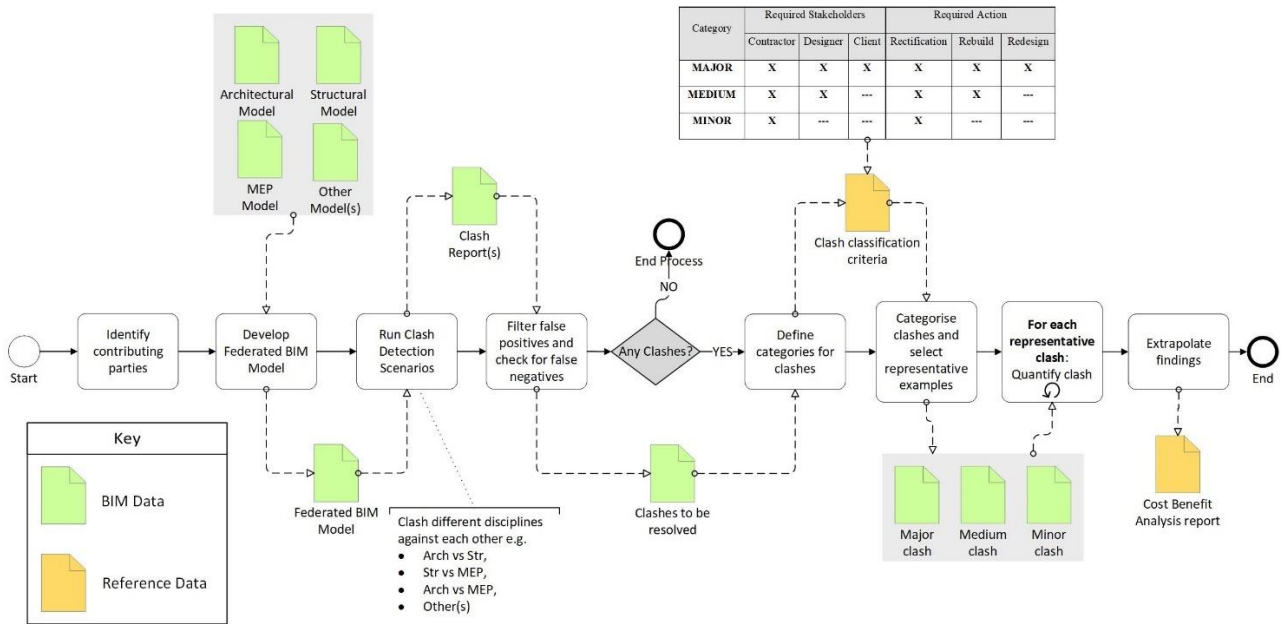 Category
Required Stakeholders
Required Action
Contractor
Designer
Client
Rectification
Rebuild
Redesign
MAJOR X X X X X X
MEDIUM X X --- X X ---
MINOR X --- --- X --- ---
Architectural
Model
Structural
Model
MEP
Model
Other
Model(s)
Clash
Report(s)
End Process
NO
Clash classification
criteria
Start
Identify
contributing
parties
Develop
Federated BIM
Model
Run Clash
Detection
Scenarios
Filter false
positives and
check for false
negatives
Any Clashes?
YES
Define
categories for
clashes
Categorise
clashes and
select
representative
examples
For each
representative
clash:
Quantify clash
Extrapolate
findings
End
Key
BIM Data
Reference Data
Federated BIM
Model
Clash different disciplines
against each other e.g.
● Arch vs Str,
● Str vs MEP,
● Arch vs MEP,
● Other(s)
Clashes to be
resolved
Major
clash
Medium
clash
Minor
clash
Cost Benefit
Analysis report